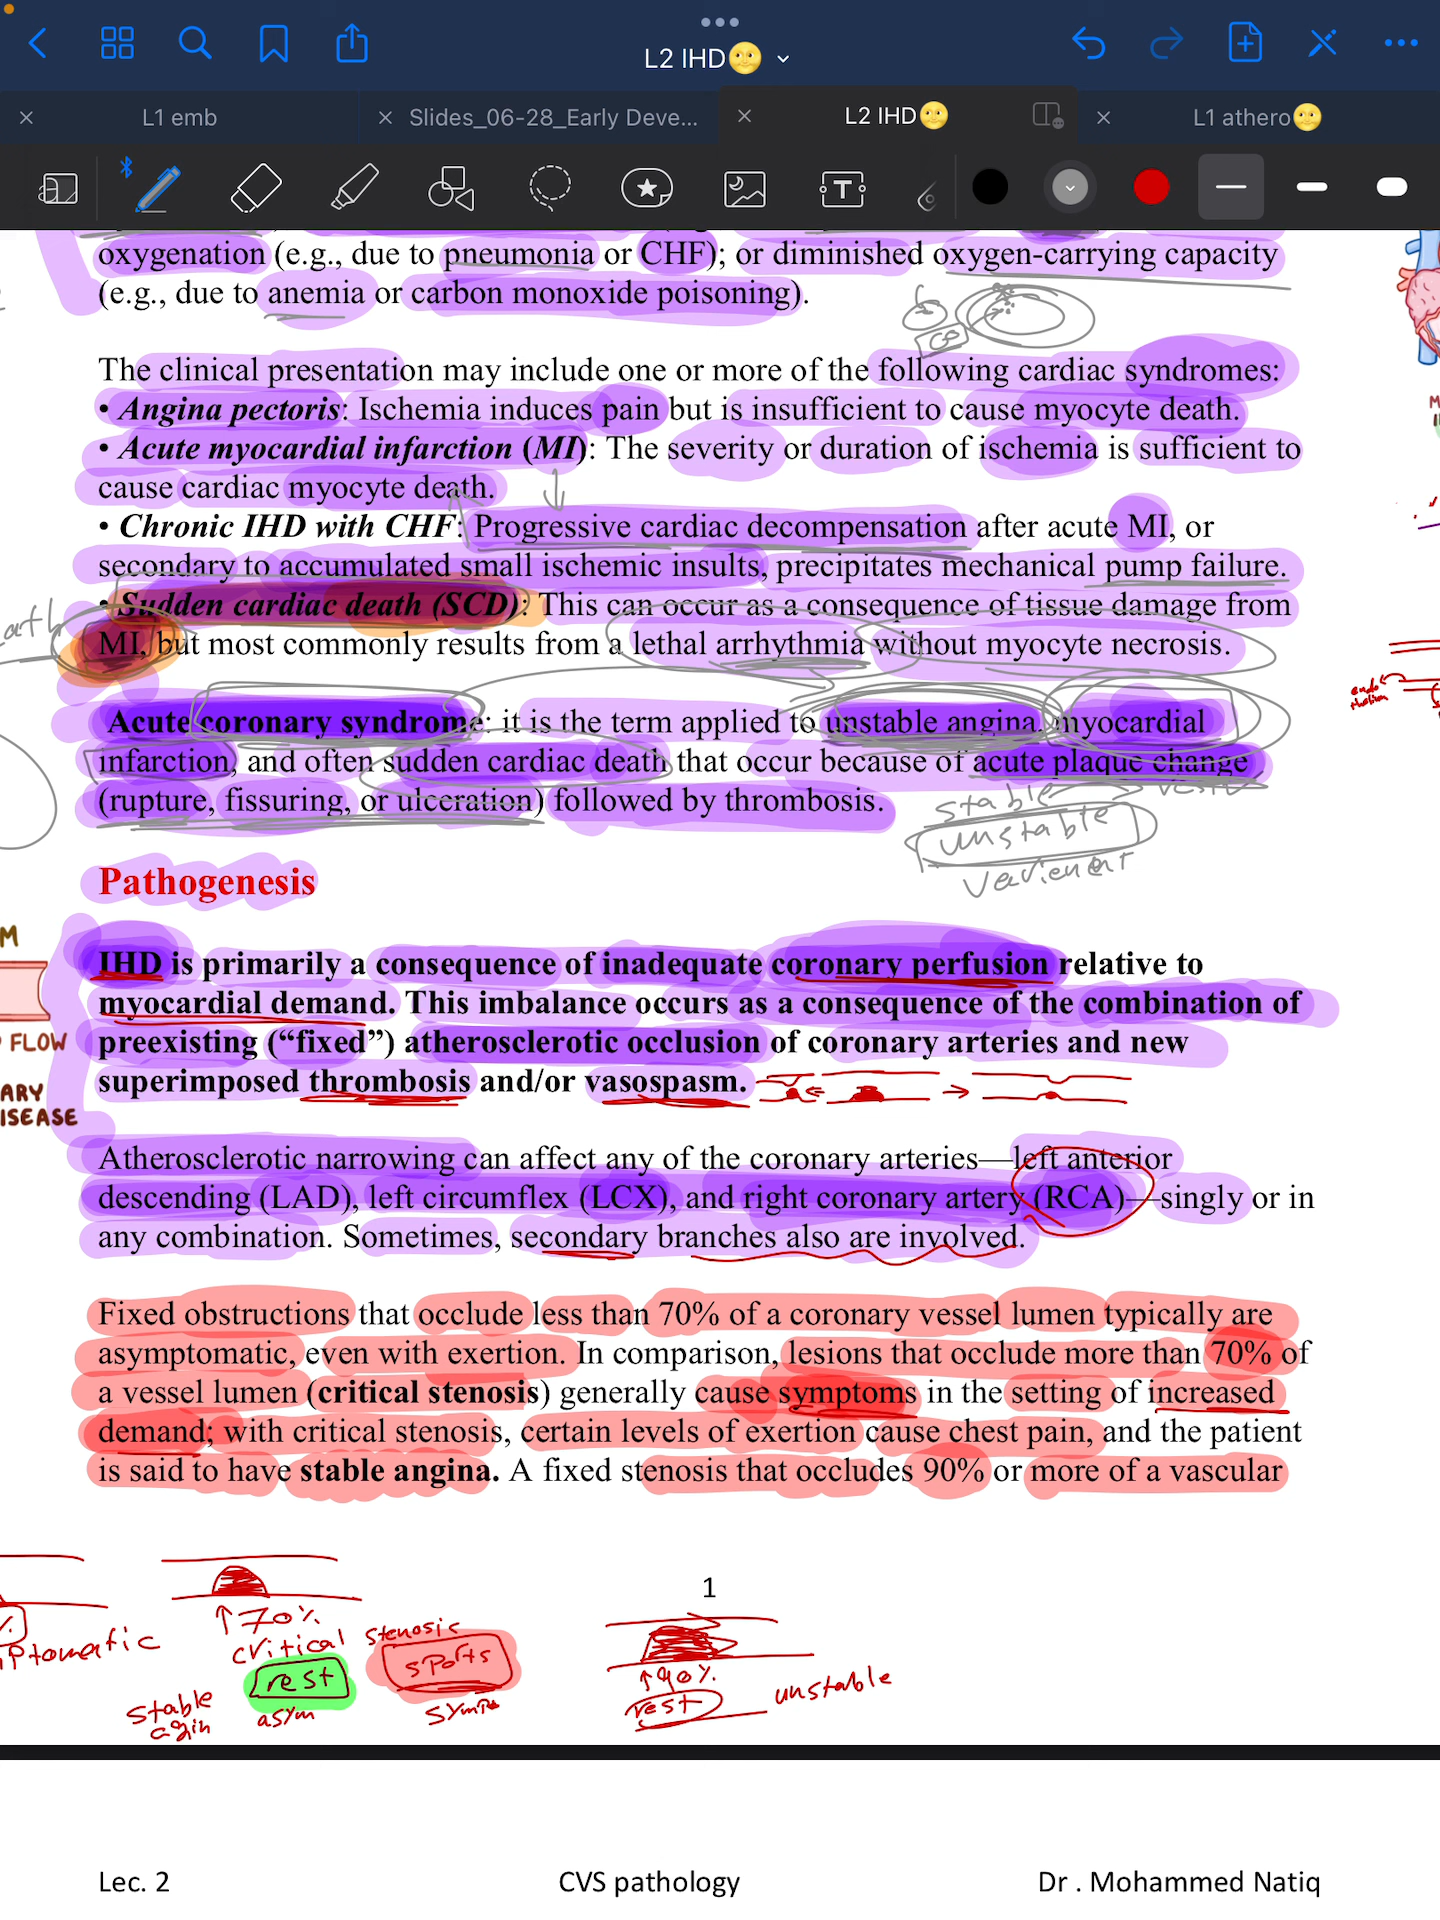 L2 IHD🌝
L1 emb
Slides_06-28_Early Deve...
L2 IHD🌝
L1 athero🌝
oxygenation (e.g., due to pneumonia or CHF); or diminished oxygen-carrying capacity
(e.g., due to anemia or carbon monoxide poisoning).
CO
The clinical presentation may include one or more of the following cardiac syndromes:
• Angina pectoris: Ischemia induces pain but is insufficient to cause myocyte death.
• Acute myocardial infarction (MI): The severity or duration of ischemia is sufficient to
cause cardiac myocyte death.
• Chronic IHD with CHF: Progressive cardiac decompensation after acute MI, or
secondary to accumulated small ischemic insults, precipitates mechanical pump failure.
• Sudden cardiac death (SCD): This can occur as a consequence of tissue damage from
MI, but most commonly results from a lethal arrhythmia without myocyte necrosis.
Acute coronary syndrome: it is the term applied to unstable angina, myocardial
infarction, and often sudden cardiac death that occur because of acute plaque change
(rupture, fissuring, or ulceration) followed by thrombosis.
stable
unstable
Varienent
Pathogenesis
IHD is primarily a consequence of inadequate coronary perfusion relative to
myocardial demand. This imbalance occurs as a consequence of the combination of
preexisting (“fixed”) atherosclerotic occlusion of coronary arteries and new
superimposed thrombosis and/or vasospasm.
M
FLOW
ARY
ISEASE
endo
thelium
Atherosclerotic narrowing can affect any of the coronary arteries—left anterior
descending (LAD), left circumflex (LCX), and right coronary artery (RCA)—singly or in
any combination. Sometimes, secondary branches also are involved.
Fixed obstructions that occlude less than 70% of a coronary vessel lumen typically are
asymptomatic, even with exertion. In comparison, lesions that occlude more than 70% of
a vessel lumen (critical stenosis) generally cause symptoms in the setting of increased
demand; with critical stenosis, certain levels of exertion cause chest pain, and the patient
is said to have stable angina. A fixed stenosis that occludes 90% or more of a vascular
1
↑70%
critical stenosis
rest
sports
asym
stable
agin
↑90%
rest
unstable
Lec. 2
CVS pathology
Dr . Mohammed Natiq